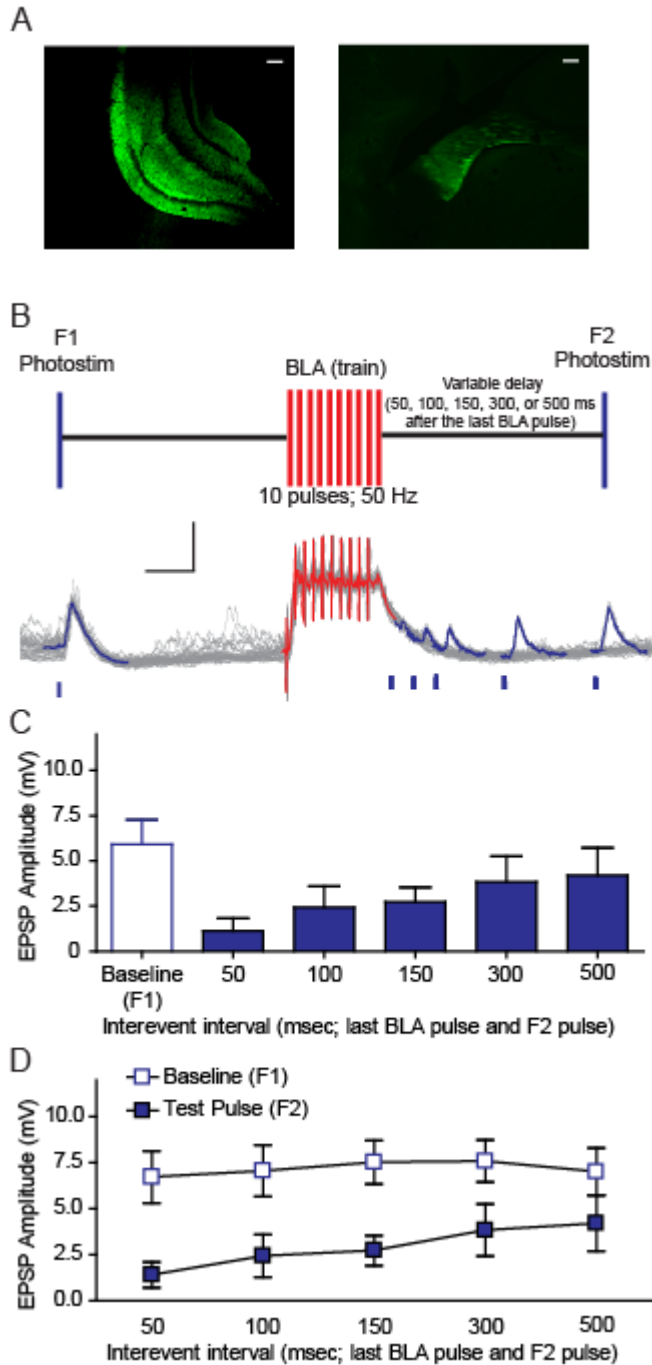 A
B
F1
Photostim
BLA (train)
F2
Photostim
Variable delay
(50, 100, 150, 300, or 500 ms
after the last BLA pulse)
10 pulses; 50 Hz
C
EPSP Amplitude (mV)
10.0
7.5
5.0
2.5
0
Baseline
(F1)
50
100
150
300
500
Interevent interval (msec; last BLA pulse and F2 pulse)
D
Baseline (F1)
Test Pulse (F2)
EPSP Amplitude (mV)
10.0
7.5
5.0
2.5
0.0
50
100
150
300
500
Interevent interval (msec; last BLA pulse and F2 pulse)